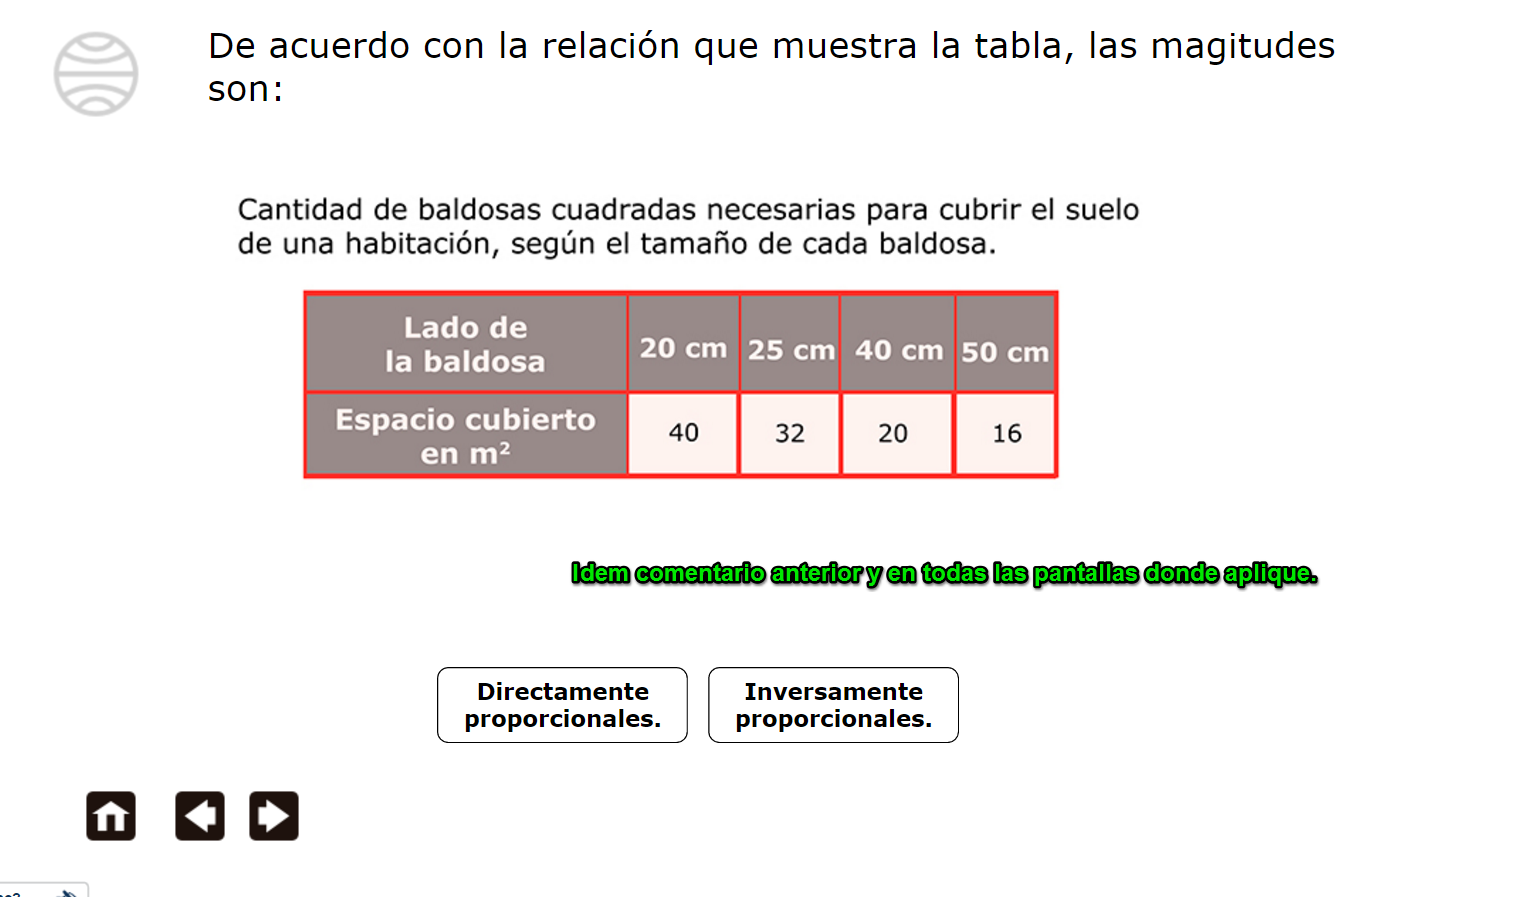 De acuerdo con la relación que muestra la tabla, las magitudes
son:
Cantidad de baldosas cuadradas necesarias para cubrir el suelo
de una habitación, según el tamaño de cada baldosa.
Lado de
la baldosa
20 cm 25 cm 40 cm 50 cm
Espacio cubierto
en m²
40 32 20 16
Idem comentario anterior y en todas las pantallas donde aplique.
Directamente
proporcionales.
Inversamente
proporcionales.